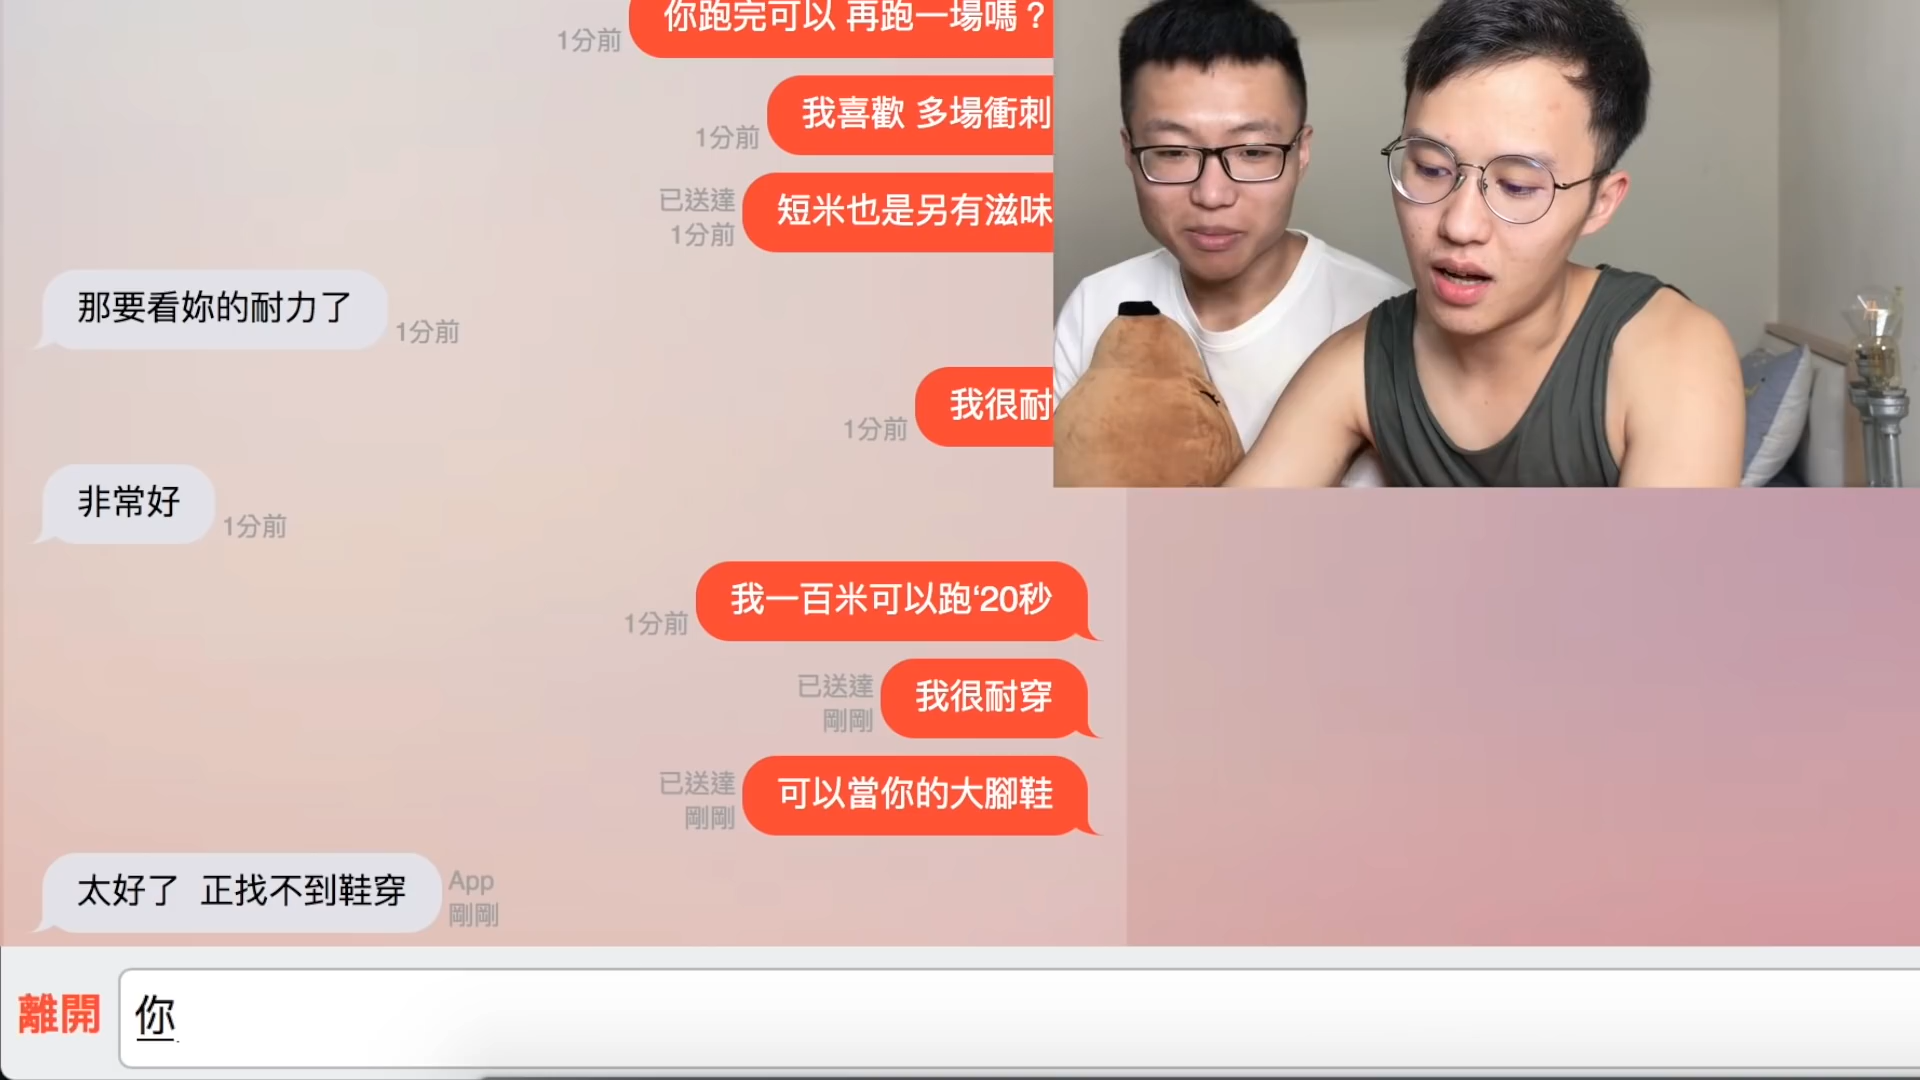 你跑完可以 再跑一場嗎？
1分前
我喜歡 多場衝刺
1分前
已送達
短米也是另有滋味
1分前
那要看妳的耐力了
1分前
我很耐
1分前
非常好
1分前
我一百米可以跑‘20秒
1分前
已送達
我很耐穿
剛剛
已送達
可以當你的大腳鞋
剛剛
太好了 正找不到鞋穿
App
剛剛
離開
你